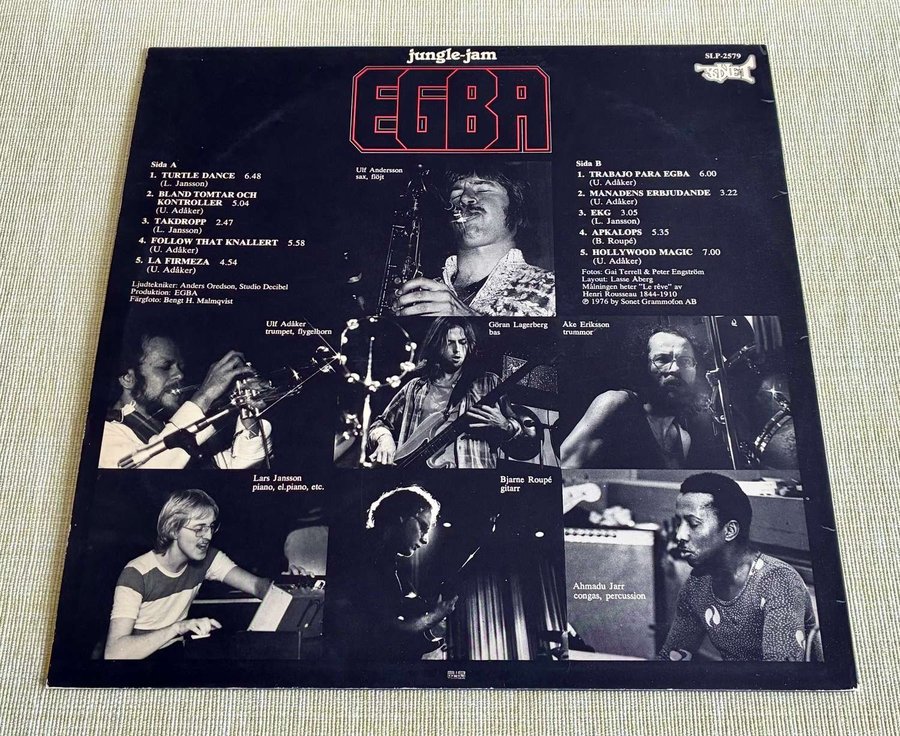 jungle-jam
EGBA
SLP-2579
SONET
Sida A
1. TURTLE DANCE 6.48
(L. Jansson)
2. BLAND TOMTAR OCH
KONTROLLER 5.04
(U. Adåker)
3. TAKDROPP 2.47
(L. Jansson)
4. FOLLOW THAT KNALLERT 5.58
(U. Adåker)
5. LA FIRMEZA 4.54
(U. Adåker)
Ljudtekniker: Anders Oredson, Studio Decibel
Produktion: EGBA
Färgfoto: Bengt H. Malmqvist
Ulf Andersson
sax, flöjt
Sida B
1. TRABAJO PARA EGBA 6.00
(U. Adåker)
2. MÅNADENS ERBJUDANDE 3.22
(U. Adåker)
3. EKG 3.05
(L. Jansson)
4. APKALOPS 5.35
(B. Roupé)
5. HOLLYWOOD MAGIC 7.00
(U. Adåker)
Fotos: Gai Terrell & Peter Engström
Layout: Lasse Åberg
Målningen heter "Le rêve" av
Henri Rousseau 1844-1910
℗ 1976 by Sonet Grammofon AB
Ulf Adåker
trumpet, flygelhorn
Göran Lagerberg
bas
Åke Eriksson
trummor
Lars Jansson
piano, el.piano, etc.
Bjarne Roupé
gitarr
Ahmadu Jarr
congas, percussion